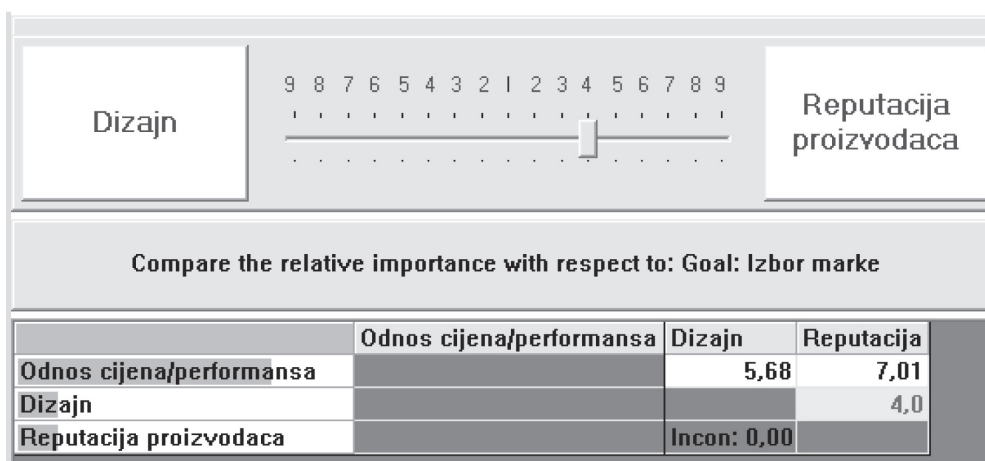 Dizajn
9 8 7 6 5 4 3 2 1 2 3 4 5 6 7 8 9
Reputacija
proizvodaca
Compare the relative importance with respect to: Goal: Izbor marke
Odnos cijena/performansa Dizajn Reputacija
Odnos cijena/performansa 5,68 7,01
Dizajn 4,0
Reputacija proizvodaca Incon: 0,00